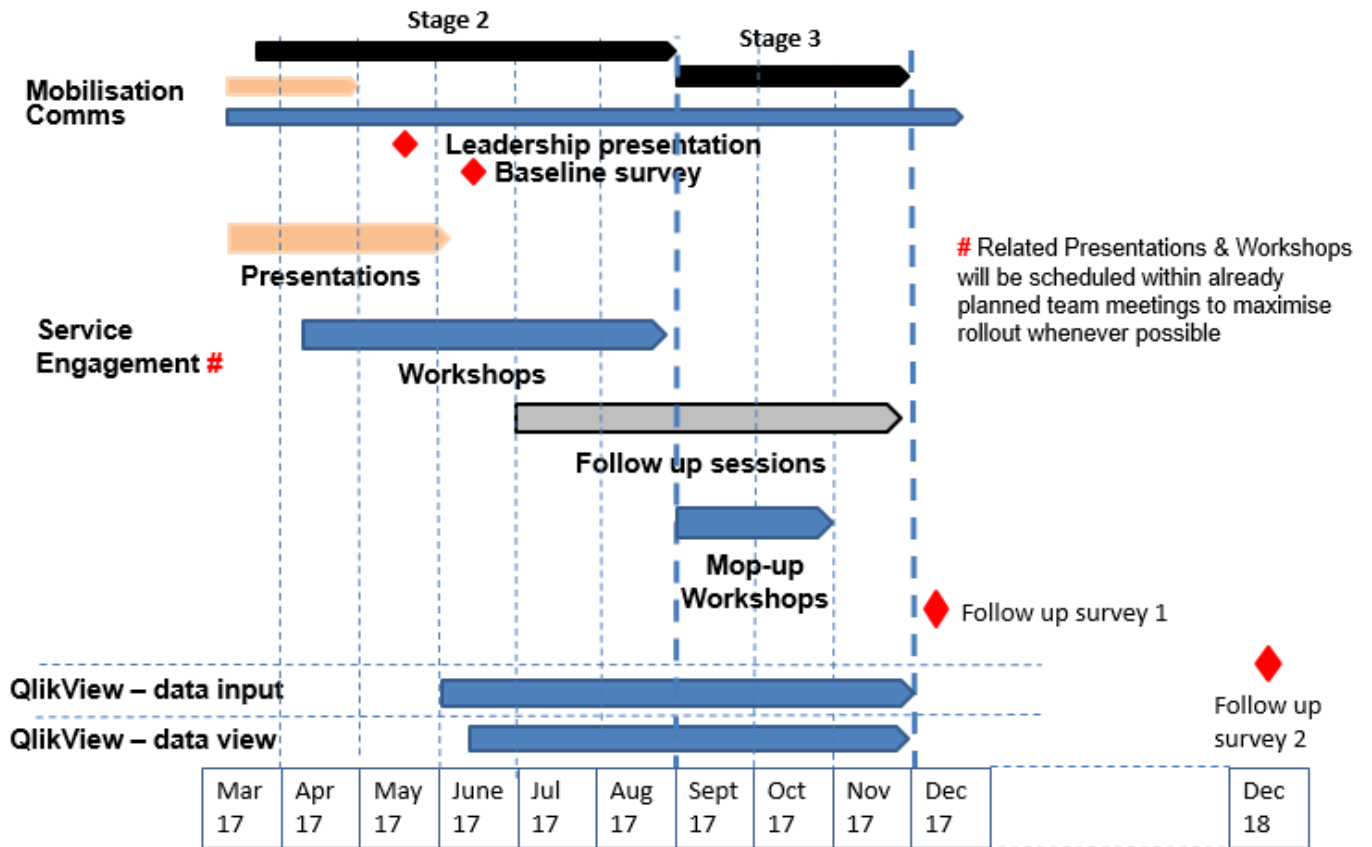 Stage 2
Stage 3
Mobilisation
Comms
Leadership presentation
Baseline survey
Presentations
# Related Presentations & Workshops
will be scheduled within already
planned team meetings to maximise
rollout whenever possible
Service
Engagement #
Workshops
Follow up sessions
Mop-up
Workshops
Follow up survey 1
QlikView – data input
Follow up
survey 2
QlikView – data view
Mar Apr May June Jul Aug Sept Oct Nov Dec Dec
17 17 17 17 17 17 17 17 17 17 18